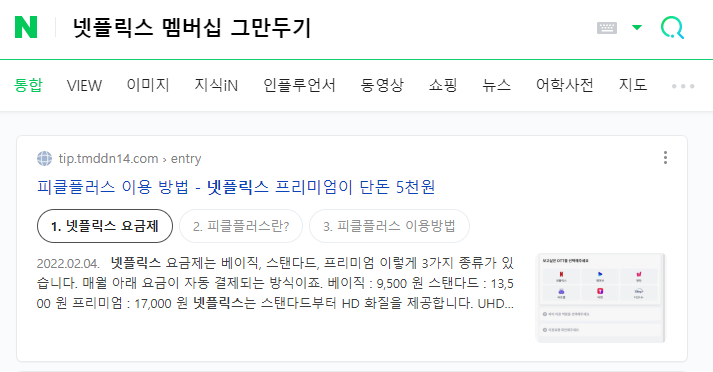 N 넷플릭스 멤버십 그만두기
통합 VIEW 이미지 지식iN 인플루언서 동영상 쇼핑 뉴스 어학사전 지도
tip.tmddn14.com › entry
피클플러스 이용 방법 - 넷플릭스 프리미엄이 단돈 5천원
1. 넷플릭스 요금제 2. 피클플러스란? 3. 피클플러스 이용방법
2022.02.04. 넷플릭스 요금제는 베이직, 스탠다드, 프리미엄 이렇게 3가지 종류가 있
습니다. 매월 아래 요금이 자동 결제되는 방식이죠. 베이직 : 9,500 원 스탠다드 : 13,5
00 원 프리미엄 : 17,000 원 넷플릭스는 스탠다드부터 HD 화질을 제공합니다. UHD...